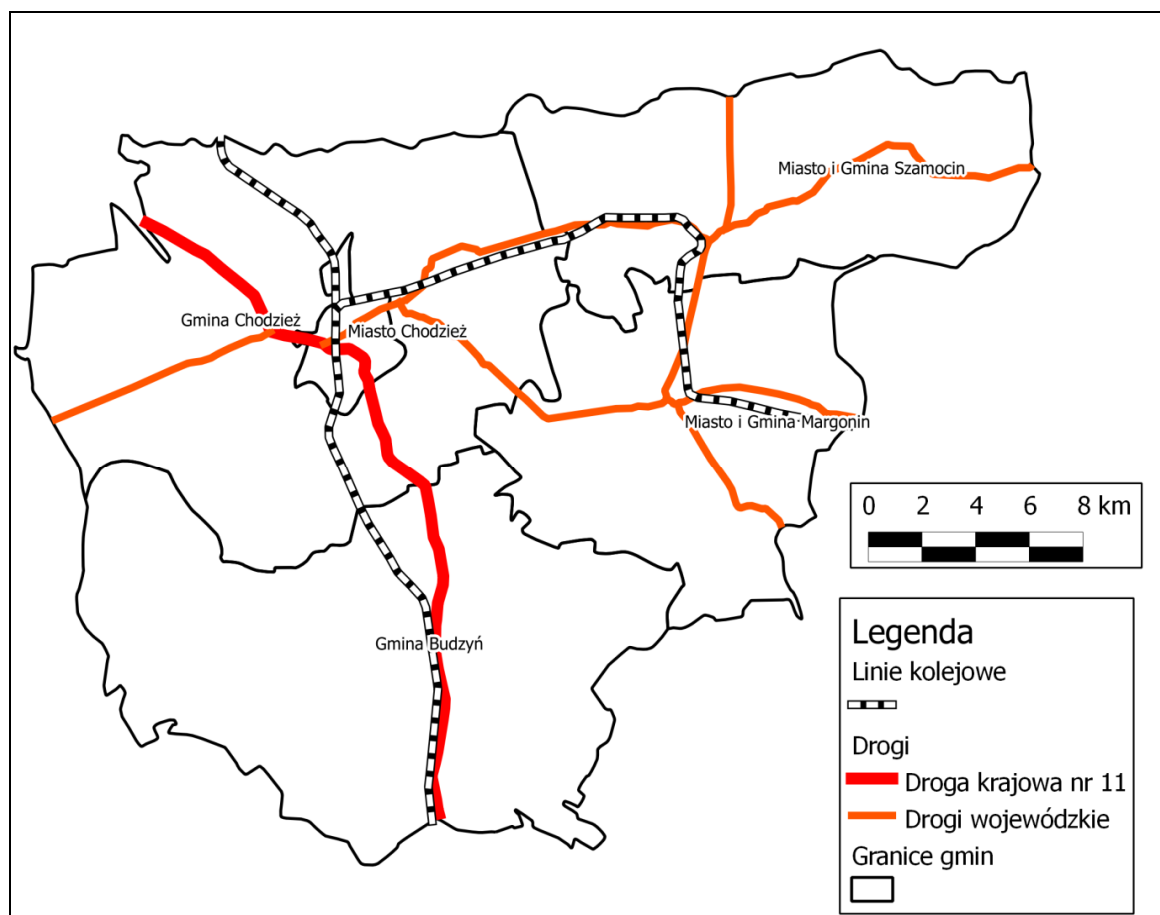 Miasto i Gmina Szamocin
Gmina Chodzież
Miasto Chodzież
Miasto i Gmina Margonin
Gmina Budzyń
0 2 4 6 8 km
Legenda
Linie kolejowe
Drogi
Droga krajowa nr 11
Drogi wojewódzkie
Granice gmin